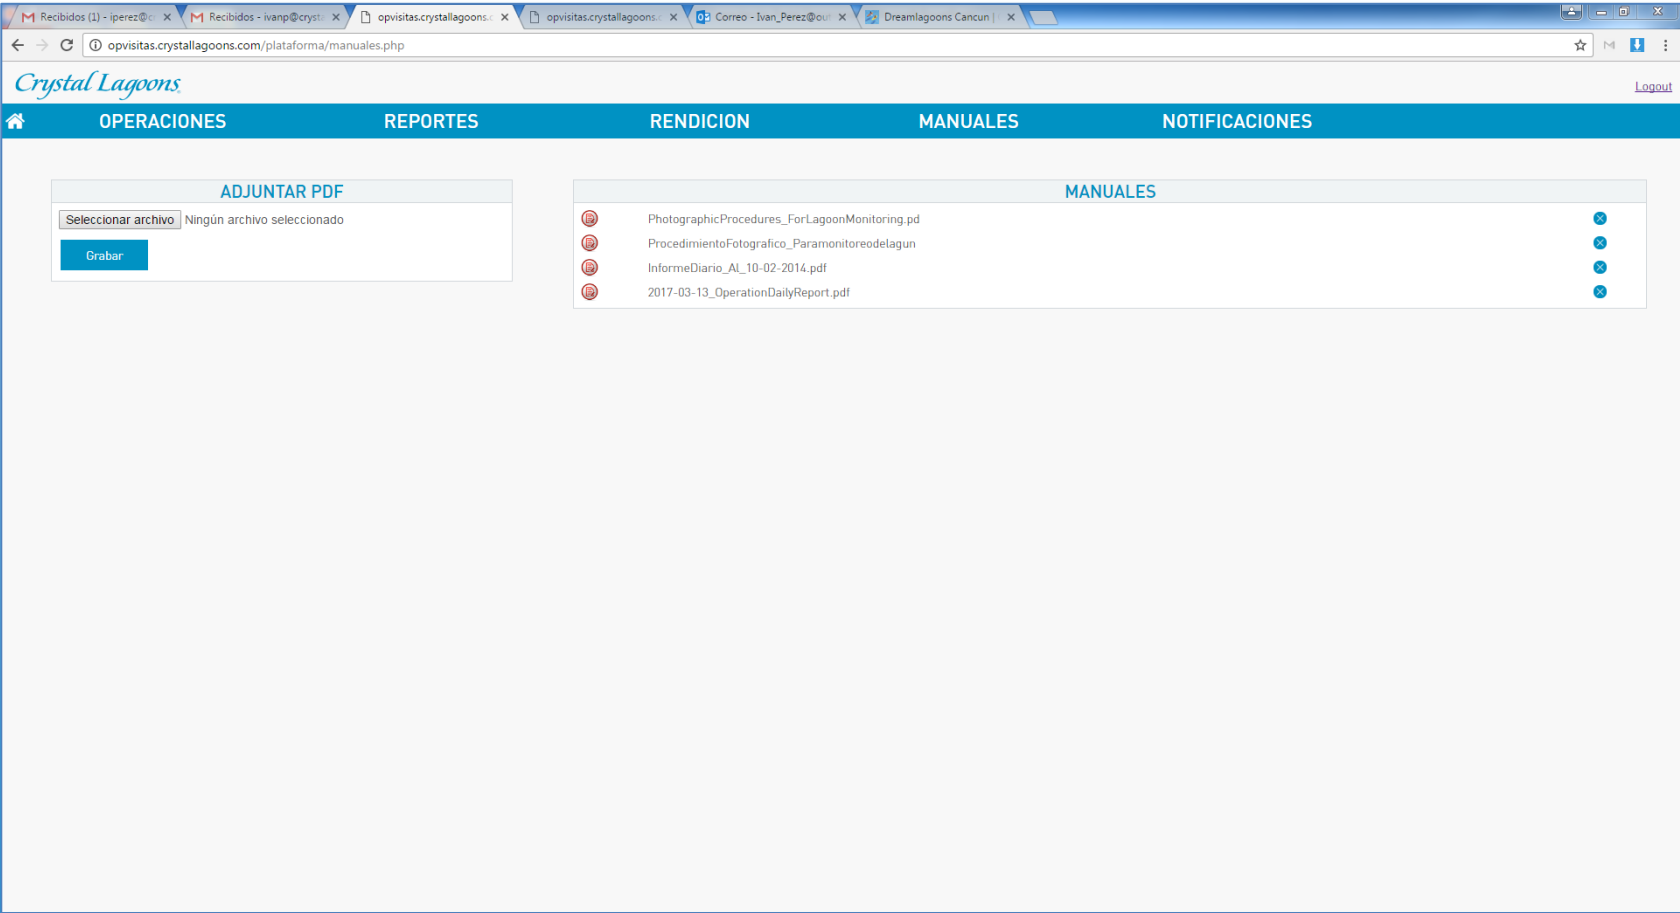 Recibidos (1) - iperez@cr
Recibidos - ivanp@crysta
opvisitas.crystallagoons.c
opvisitas.crystallagoons.c
Correo - Ivan_Perez@out
Dreamlagoons Cancun |
opvisitas.crystallagoons.com/plataforma/manuales.php
Crystal Lagoons
Logout
OPERACIONES REPORTES RENDICION MANUALES NOTIFICACIONES
ADJUNTAR PDF
Seleccionar archivo Ningún archivo seleccionado
Grabar
MANUALES
PhotographicProcedures_ForLagoonMonitoring.pd
ProcedimientoFotografico_Paramonitoreodelagun
InformeDiario_Al_10-02-2014.pdf
2017-03-13_OperationDailyReport.pdf